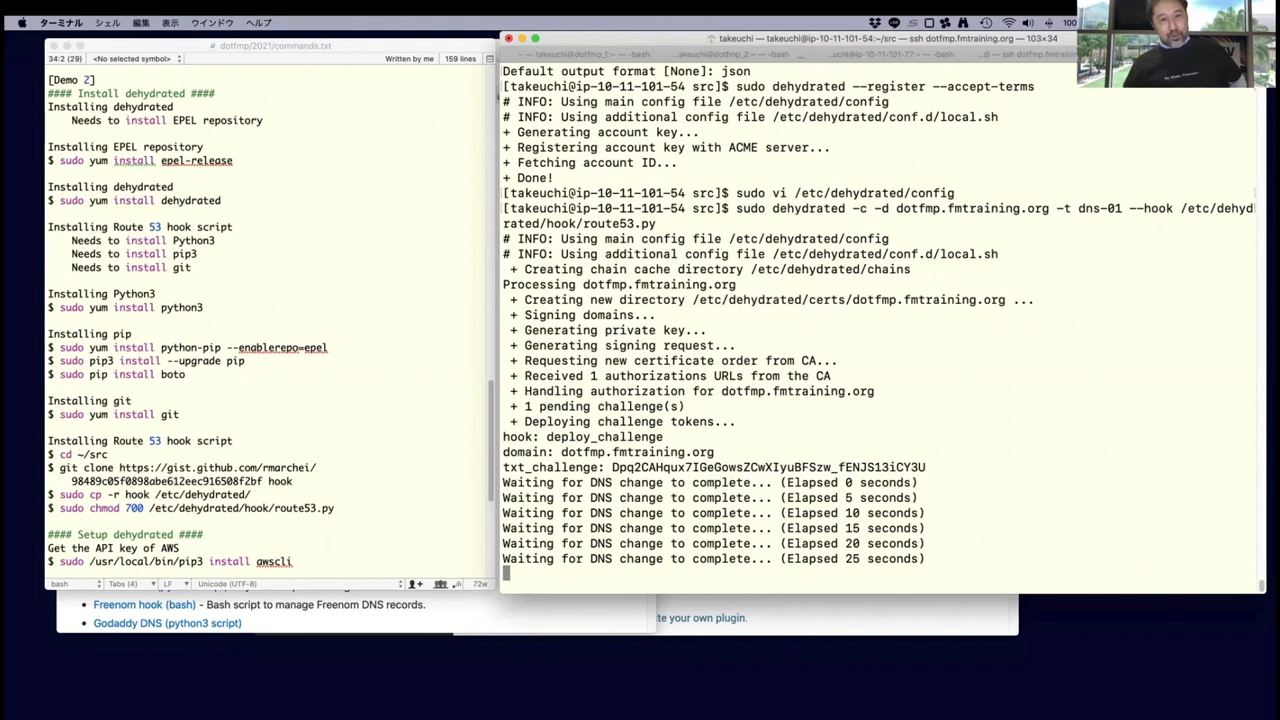 ターミナル シェル 編集 表示 ウインドウ ヘルプ 100
dotfmp/2021/commands.txt
34:2 (29) <No selected symbol> Written by me 159 lines
[Demo 2]
#### Install dehydrated ####
Installing dehydrated
Needs to install EPEL repository
Installing EPEL repository
$ sudo yum install epel-release
Installing dehydrated
$ sudo yum install dehydrated
Installing Route 53 hook script
Needs to install Python3
Needs to install pip3
Needs to install git
Installing Python3
$ sudo yum install python3
Installing pip
$ sudo yum install python-pip --enablerepo=epel
$ sudo pip3 install --upgrade pip
$ sudo pip install boto
Installing git
$ sudo yum install git
Installing Route 53 hook script
$ cd ~/src
$ git clone https://gist.github.com/rmarchei/
98489c05f0898abe612eec916508f2bf hook
$ sudo cp -r hook /etc/dehydrated/
$ sudo chmod 700 /etc/dehydrated/hook/route53.py
#### Setup dehydrated ####
Get the API key of AWS
$ sudo /usr/local/bin/pip3 install awscli
bash Tabs (4) LF Unicode (UTF-8) 72w
Freenom hook (bash) - Bash script to manage Freenom DNS records.
Godaddy DNS (python3 script)
te your own plugin.
takeuchi — takeuchi@ip-10-11-101-54:~/src — ssh dotfmp.fmtraining.org — 103×34
takeuchi@dotfmp_1:~ — -bash akeuchi@dotfmp_2:~ — -bash ...uchi@ip-10-11-101-77:~ — -bash ...di — ssh dotfmp.fmtraining.org
Default output format [None]: json
[takeuchi@ip-10-11-101-54 src]$ sudo dehydrated --register --accept-terms
# INFO: Using main config file /etc/dehydrated/config
# INFO: Using additional config file /etc/dehydrated/conf.d/local.sh
+ Generating account key...
+ Registering account key with ACME server...
+ Fetching account ID...
+ Done!
[takeuchi@ip-10-11-101-54 src]$ sudo vi /etc/dehydrated/config
[takeuchi@ip-10-11-101-54 src]$ sudo dehydrated -c -d dotfmp.fmtraining.org -t dns-01 --hook /etc/dehyd
rated/hook/route53.py
# INFO: Using main config file /etc/dehydrated/config
# INFO: Using additional config file /etc/dehydrated/conf.d/local.sh
+ Creating chain cache directory /etc/dehydrated/chains
Processing dotfmp.fmtraining.org
+ Creating new directory /etc/dehydrated/certs/dotfmp.fmtraining.org ...
+ Signing domains...
+ Generating private key...
+ Generating signing request...
+ Requesting new certificate order from CA...
+ Received 1 authorizations URLs from the CA
+ Handling authorization for dotfmp.fmtraining.org
+ 1 pending challenge(s)
+ Deploying challenge tokens...
hook: deploy_challenge
domain: dotfmp.fmtraining.org
txt_challenge: Dpq2CAHqux7IGeGowsZCwXIyuBFSzw_fENJS13iCY3U
Waiting for DNS change to complete... (Elapsed 0 seconds)
Waiting for DNS change to complete... (Elapsed 5 seconds)
Waiting for DNS change to complete... (Elapsed 10 seconds)
Waiting for DNS change to complete... (Elapsed 15 seconds)
Waiting for DNS change to complete... (Elapsed 20 seconds)
Waiting for DNS change to complete... (Elapsed 25 seconds)